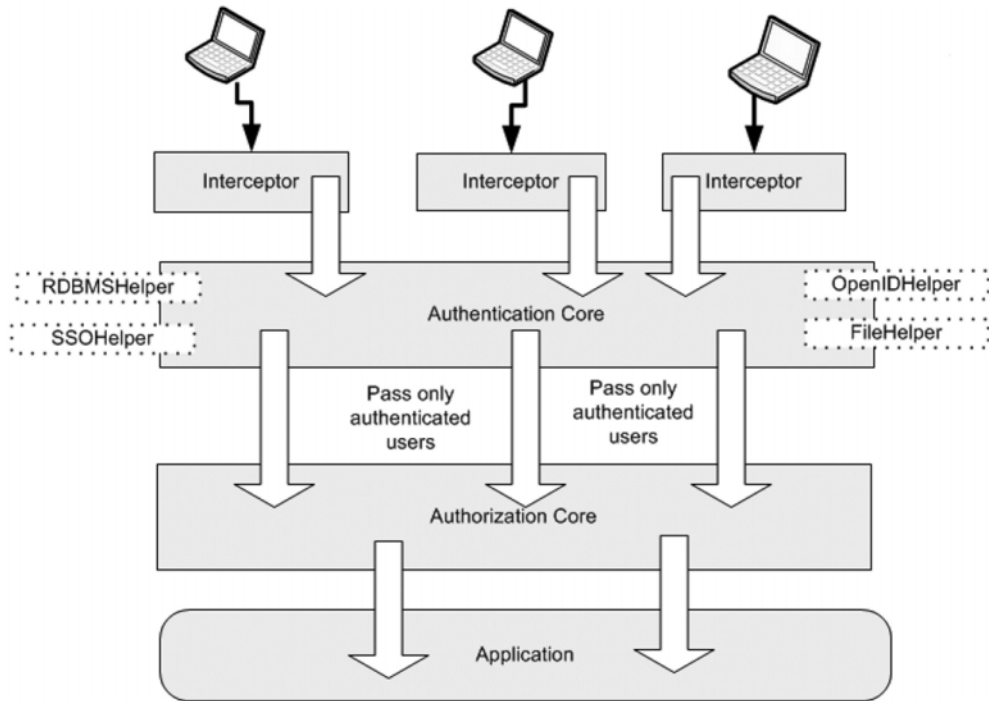 Interceptor
Interceptor
Interceptor
RDBMSHelper
OpenIDHelper
Authentication Core
SSOHelper
FileHelper
Pass only
authenticated
users
Pass only
authenticated
users
Authorization Core
Application